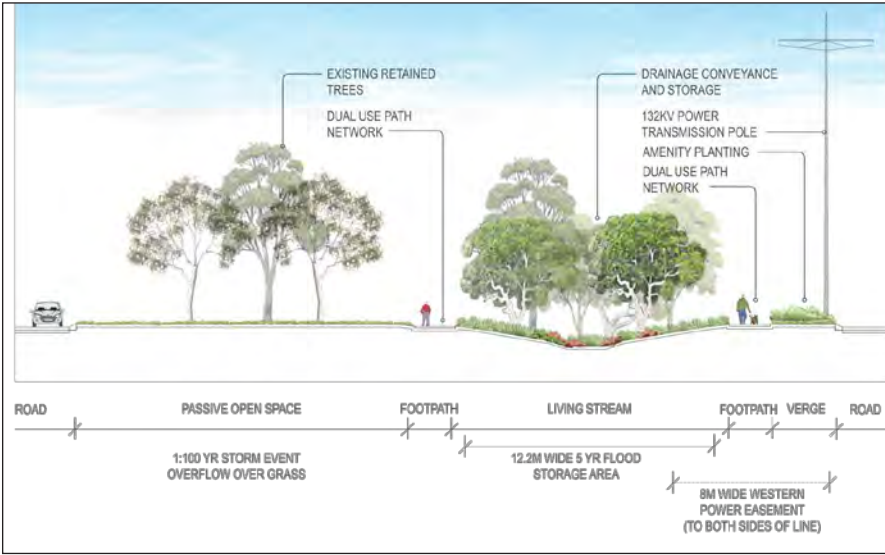 EXISTING RETAINED
TREES
DUAL USE PATH
NETWORK
DRAINAGE CONVEYANCE
AND STORAGE
132KV POWER
TRANSMISSION POLE
AMENITY PLANTING
DUAL USE PATH
NETWORK
ROAD
PASSIVE OPEN SPACE
FOOTPATH
LIVING STREAM
FOOTPATH
VERGE
ROAD
1:100 YR STORM EVENT
OVERFLOW OVER GRASS
12.2M WIDE 5 YR FLOOD
STORAGE AREA
8M WIDE WESTERN
POWER EASEMENT
(TO BOTH SIDES OF LINE)